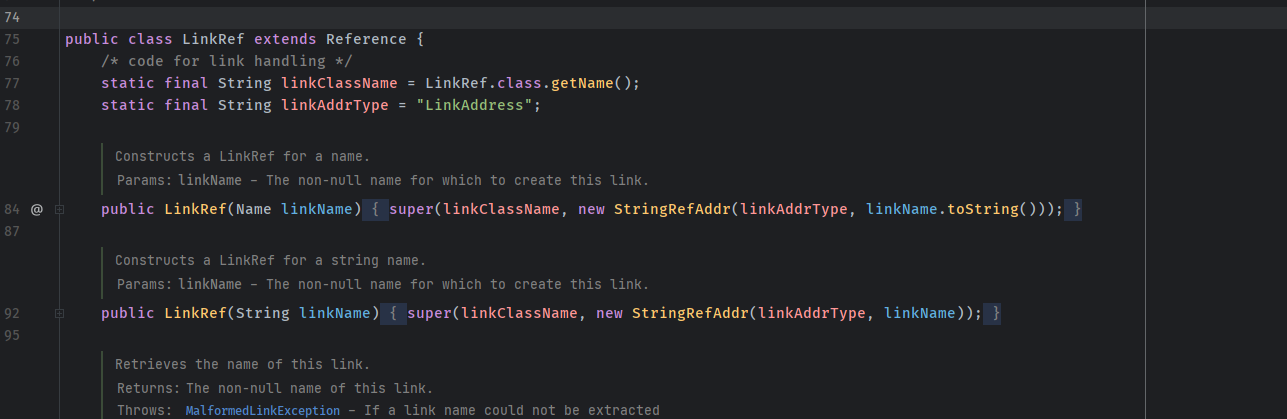 74
75 public class LinkRef extends Reference {
76 /* code for link handling */
77 static final String linkClassName = LinkRef.class.getName();
78 static final String linkAddrType = "LinkAddress";
79
Constructs a LinkRef for a name.
Params: linkName – The non-null name for which to create this link.
84 @ public LinkRef(Name linkName) { super(linkClassName, new StringRefAddr(linkAddrType, linkName.toString())); }
87
Constructs a LinkRef for a string name.
Params: linkName – The non-null name for which to create this link.
92 public LinkRef(String linkName) { super(linkClassName, new StringRefAddr(linkAddrType, linkName)); }
95
Retrieves the name of this link.
Returns: The non-null name of this link.
Throws: MalformedLinkException – If a link name could not be extracted